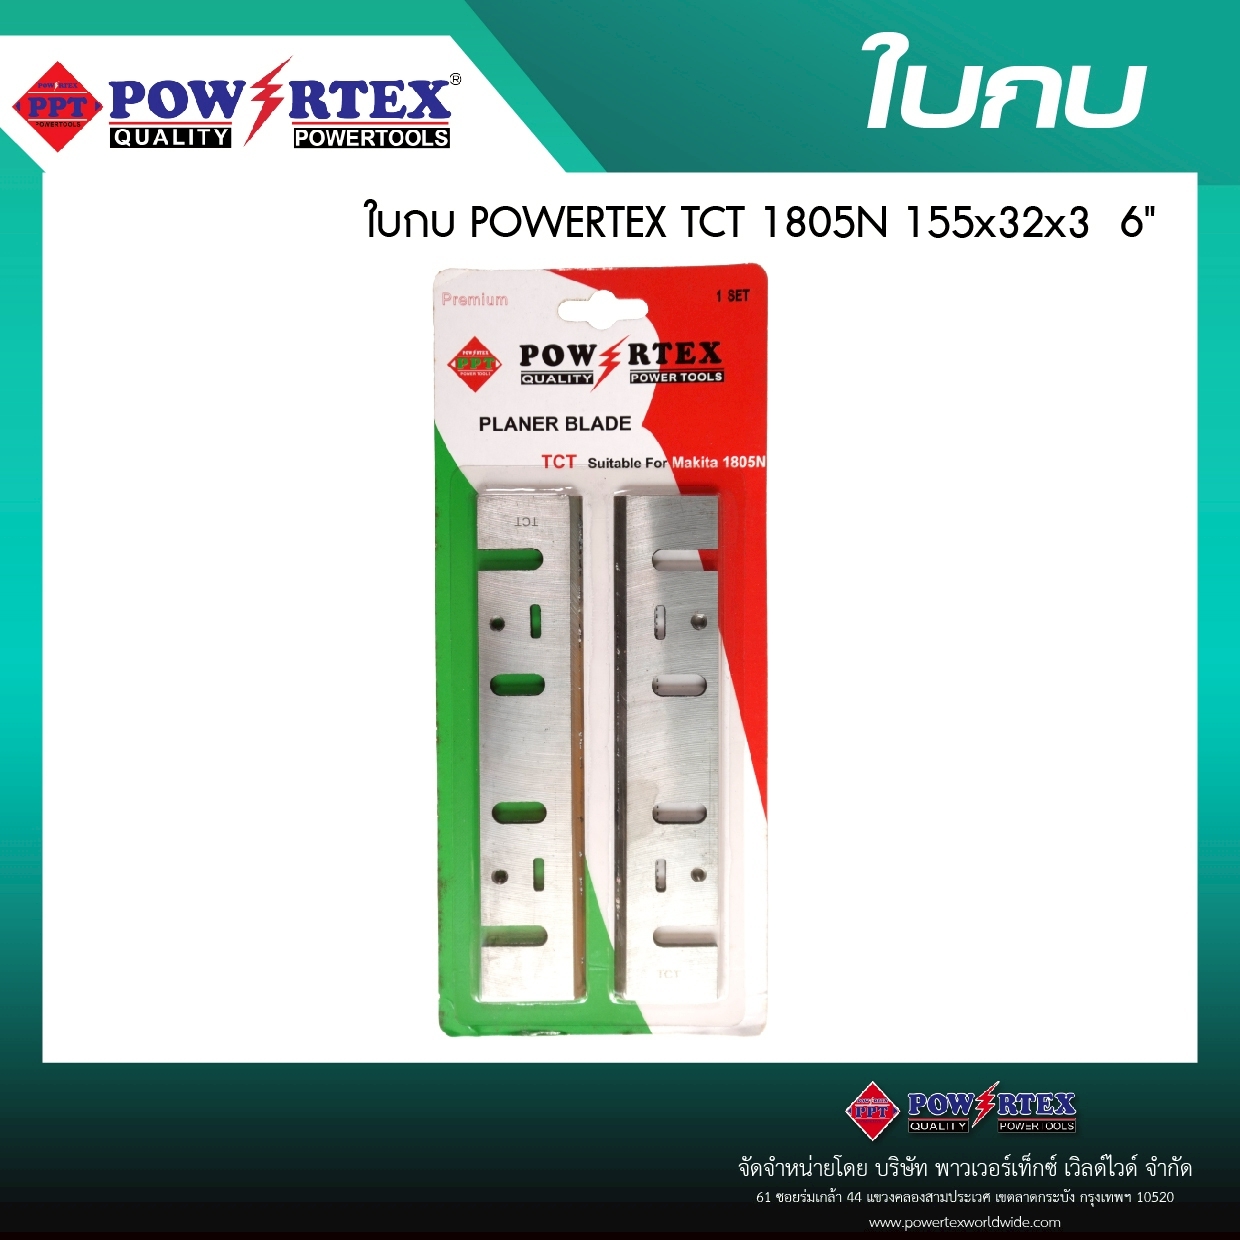 POWERTEX®
PPT
QUALITY POWERTOOLS
ใบกบ
ใบกบ POWERTEX TCT 1805N 155x32x3 6"
Premium
1 SET
POWERTEX
PPT
POWER TOOLS
POWERTEX
QUALITY POWER TOOLS
PLANER BLADE
TCT Suitable For Makita 1805N
TCT
TCT
POWERTEX
PPT
QUALITY POWERTOOLS
จัดจำหน่ายโดย บริษัท พาวเวอร์เท็กซ์ เวิลด์ไวด์ จำกัด
61 ซอยร่มเกล้า 44 แขวงคลองสามประเวศ เขตลาดกระบัง กรุงเทพฯ 10520
www.powertexworldwide.com